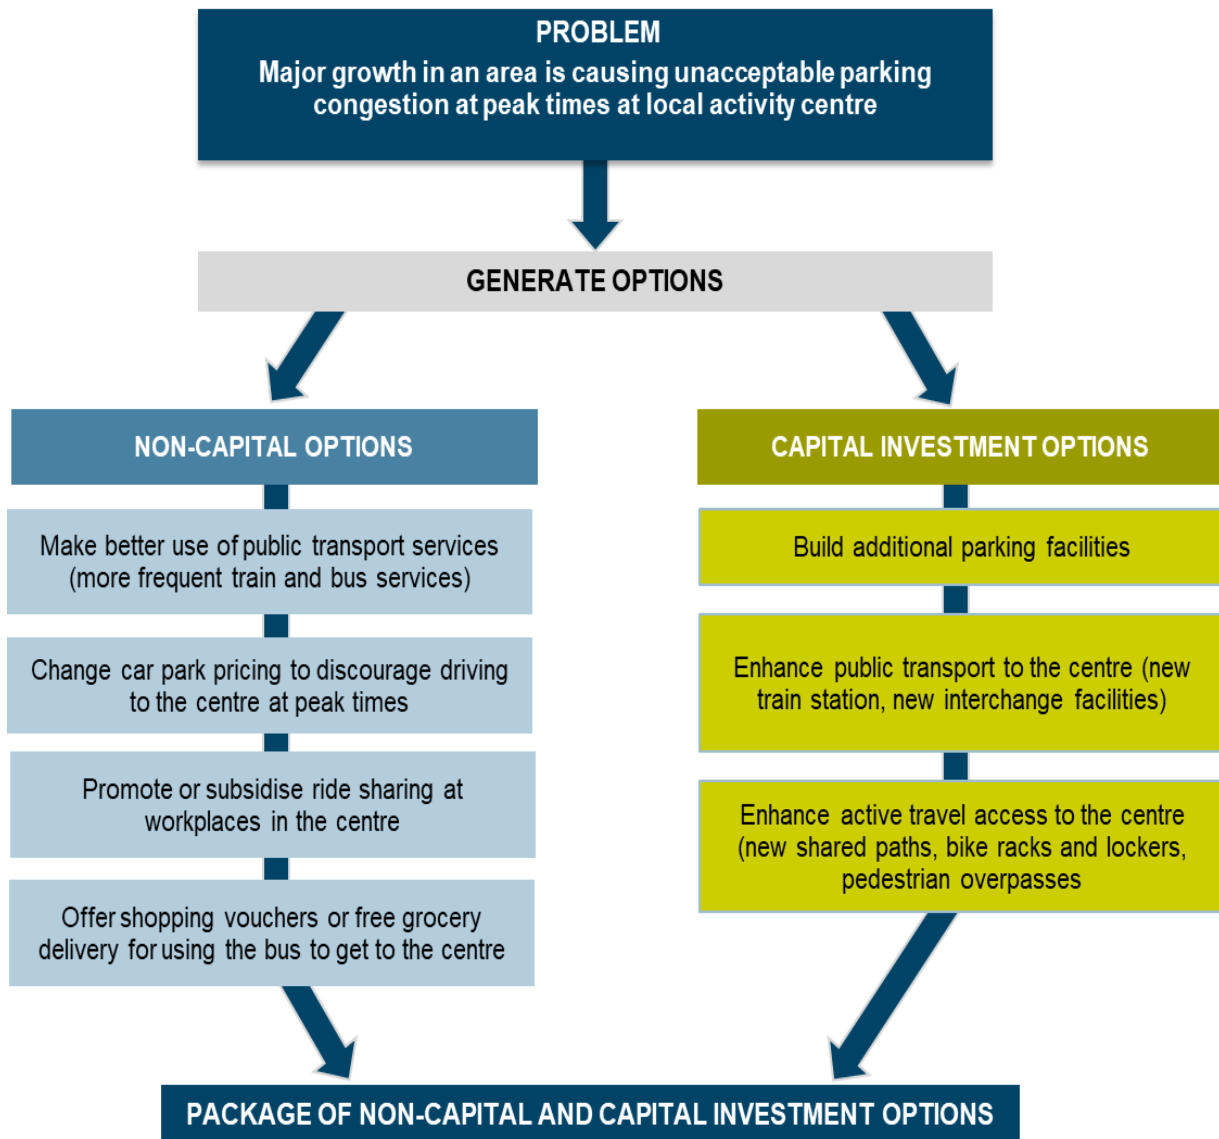 PROBLEM
Major growth in an area is causing unacceptable parking
congestion at peak times at local activity centre
GENERATE OPTIONS
NON-CAPITAL OPTIONS
Make better use of public transport services
(more frequent train and bus services)
Change car park pricing to discourage driving
to the centre at peak times
Promote or subsidise ride sharing at
workplaces in the centre
Offer shopping vouchers or free grocery
delivery for using the bus to get to the centre
CAPITAL INVESTMENT OPTIONS
Build additional parking facilities
Enhance public transport to the centre (new
train station, new interchange facilities)
Enhance active travel access to the centre
(new shared paths, bike racks and lockers,
pedestrian overpasses
PACKAGE OF NON-CAPITAL AND CAPITAL INVESTMENT OPTIONS